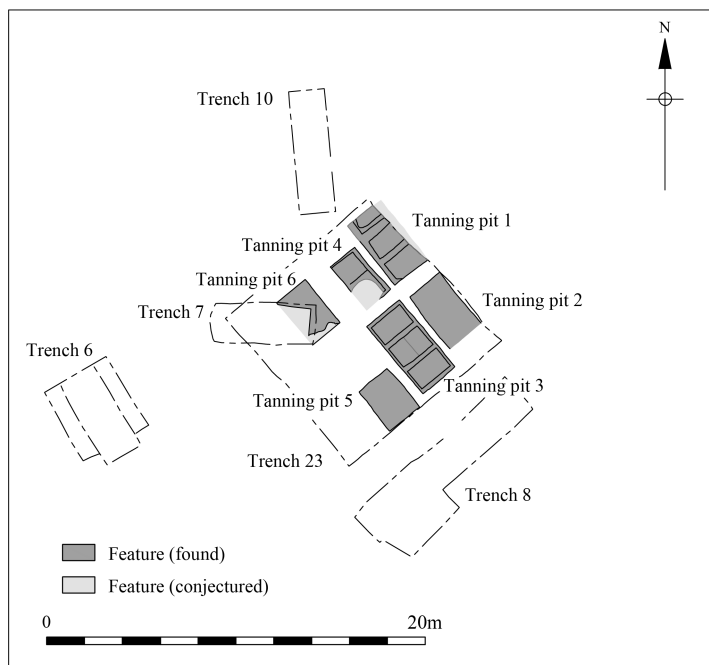 N
Trench 10
Tanning pit 1
Tanning pit 4
Tanning pit 6
Tanning pit 2
Trench 7
Trench 6
Tanning pit 3
Tanning pit 5
Trench 23
Trench 8
Feature (found)
Feature (conjectured)
0 20m